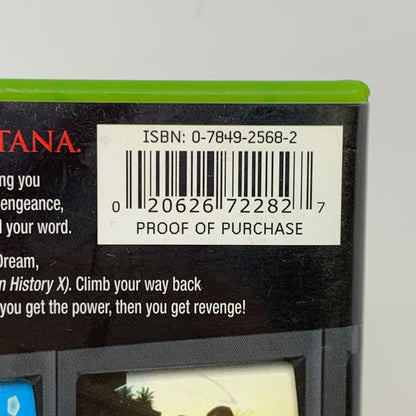 TANA.
ISBN: 0-7849-2568-2
0 20626 72282 7
PROOF OF PURCHASE
ng you
engeance,
l your word.
Dream,
n History X). Climb your way back
you get the power, then you get revenge!